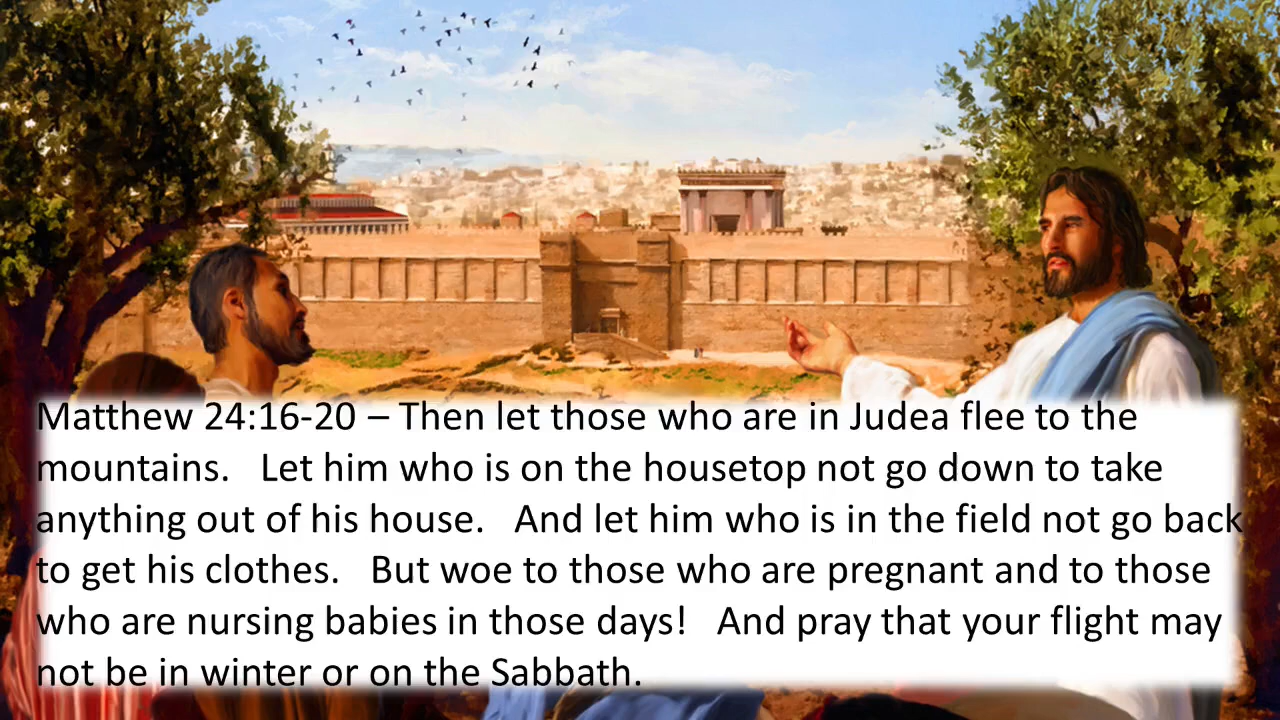 Matthew 24:16-20 – Then let those who are in Judea flee to the
mountains.   Let him who is on the housetop not go down to take
anything out of his house.   And let him who is in the field not go back
to get his clothes.   But woe to those who are pregnant and to those
who are nursing babies in those days!   And pray that your flight may
not be in winter or on the Sabbath.